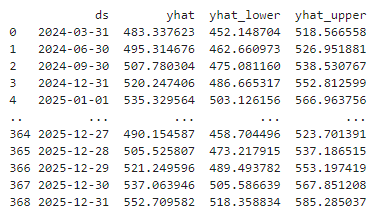 ds yhat yhat_lower yhat_upper
0 2024-03-31 483.337623 452.148704 518.566558
1 2024-06-30 495.314676 462.660973 526.951881
2 2024-09-30 507.780304 475.081160 538.530767
3 2024-12-31 520.247406 486.665317 552.812599
4 2025-01-01 535.329564 503.126156 566.963756
.. ... ... ... ...
364 2025-12-27 490.154587 458.704496 523.701391
365 2025-12-28 505.525807 473.217915 537.186515
366 2025-12-29 521.249596 489.493782 553.197419
367 2025-12-30 537.063946 505.586639 567.851208
368 2025-12-31 552.709582 518.358834 585.285037